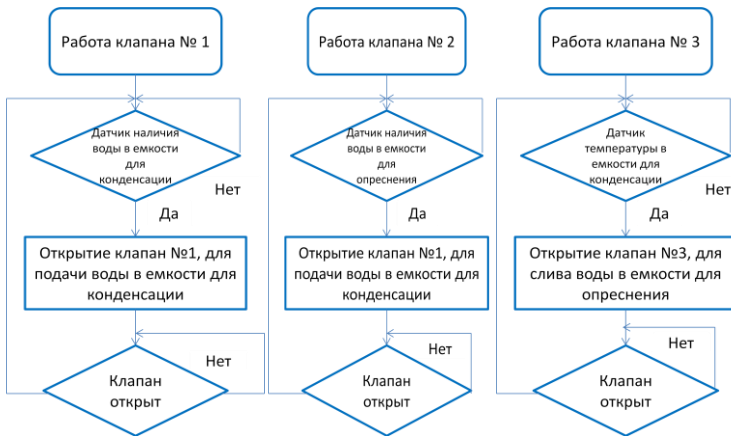 Работа клапана № 1
Датчик наличия
воды в емкости
для
конденсации
Нет
Да
Открытие клапан №1, для
подачи воды в емкости для
конденсации
Нет
Клапан
открыт
Работа клапана № 2
Датчик наличия
воды в емкости
для
опреснения
Нет
Да
Открытие клапан №1, для
подачи воды в емкости для
конденсации
Нет
Клапан
открыт
Работа клапана № 3
Датчик
температуры в
емкости для
конденсации
Нет
Да
Открытие клапан №3, для
слива воды в емкости для
опреснения
Нет
Клапан
открыт